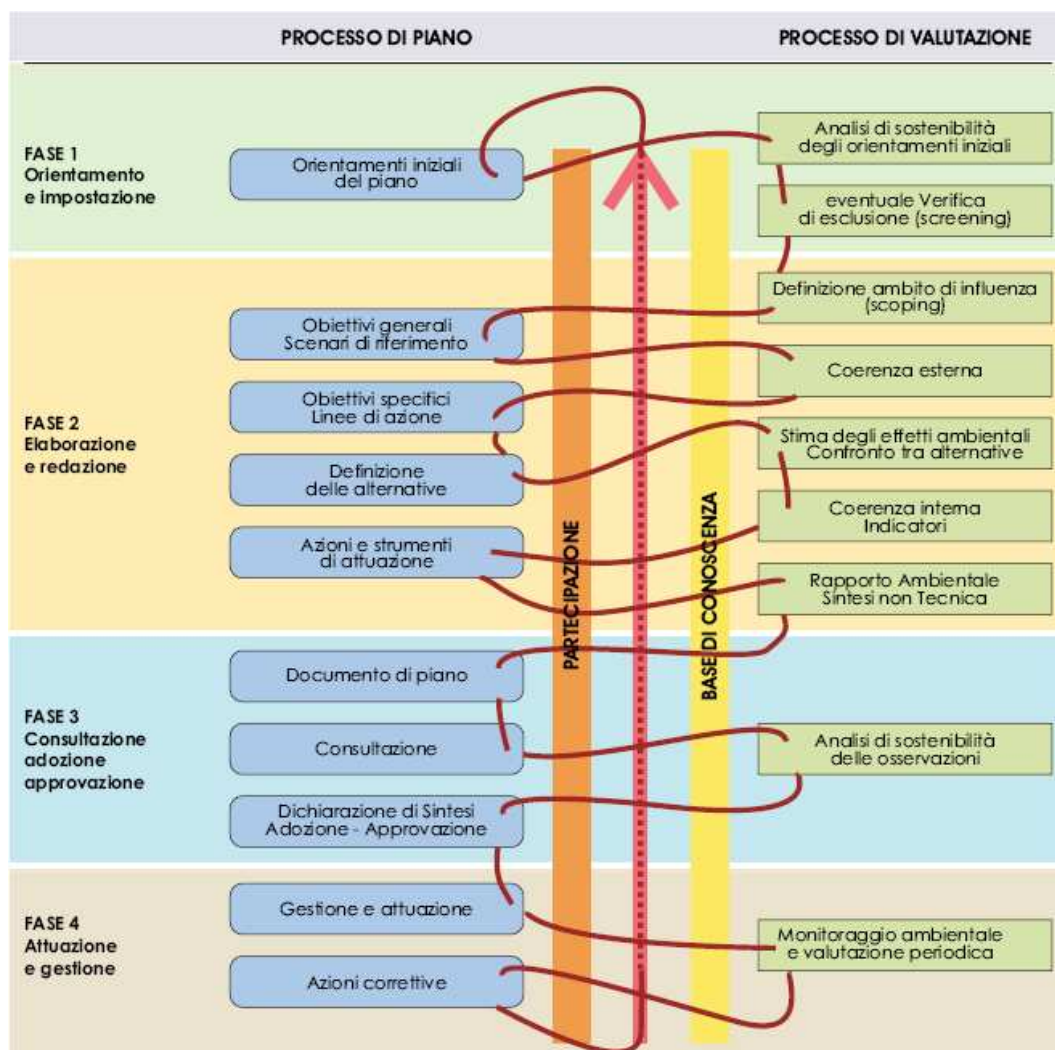 PROCESSO DI PIANO
PROCESSO DI VALUTAZIONE
FASE 1
Orientamento
e impostazione
Orientamenti iniziali
del piano
Analisi di sostenibilità
degli orientamenti iniziali
eventuale Verifica
di esclusione (screening)
FASE 2
Elaborazione
e redazione
Obiettivi generali
Scenari di riferimento
Obiettivi specifici
Linee di azione
Definizione
delle alternative
Azioni e strumenti
di attuazione
Definizione ambito di influenza
(scoping)
Coerenza esterna
Stima degli effetti ambientali
Confronto tra alternative
Coerenza interna
Indicatori
Rapporto Ambientale
Sintesi non Tecnica
PARTECIPAZIONE
BASE DI CONOSCENZA
FASE 3
Consultazione
adozione
approvazione
Documento di piano
Consultazione
Dichiarazione di Sintesi
Adozione - Approvazione
Analisi di sostenibilità
delle osservazioni
FASE 4
Attuazione
e gestione
Gestione e attuazione
Azioni correttive
Monitoraggio ambientale
e valutazione periodica